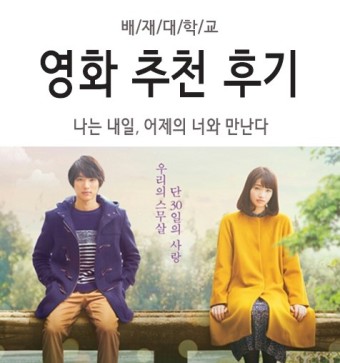 배/재/대/학/교
영화 추천 후기
나는 내일, 어제의 너와 만난다
우리의 스무살
단 30일의 사랑